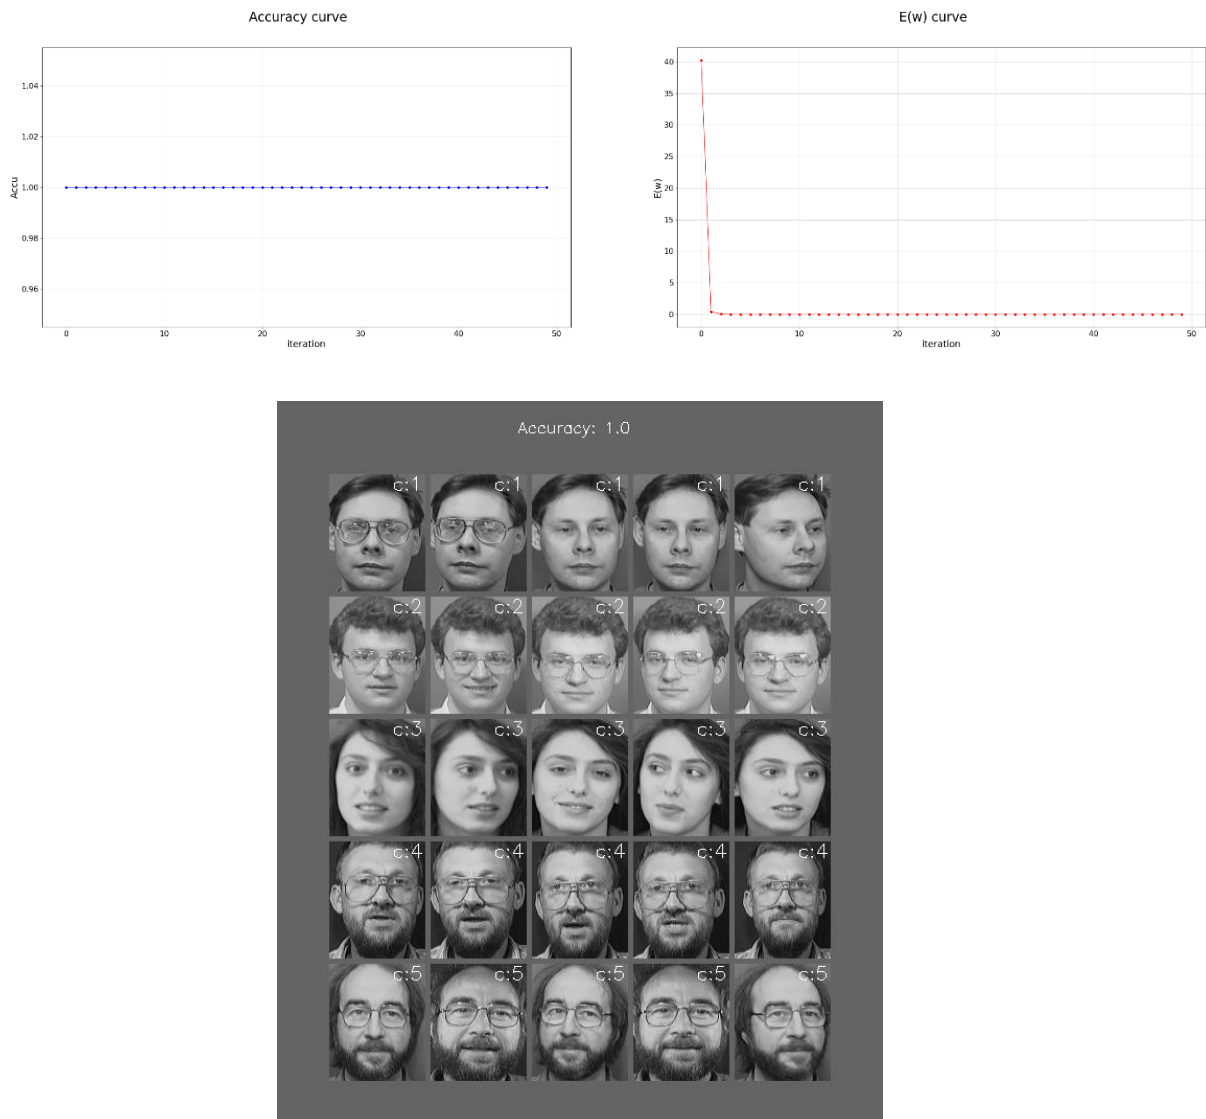 Accuracy curve
1.04
1.02
1.00
0.98
0.96
Accu
0 10 20 30 40 50
iteration
E(w) curve
40
35
30
25
20
15
10
5
0
E(w)
0 10 20 30 40 50
iteration
Accuracy: 1.0
c:1 c:1 c:1 c:1 c:1
c:2 c:2 c:2 c:2 c:2
c:3 c:3 c:3 c:3 c:3
c:4 c:4 c:4 c:4 c:4
c:5 c:5 c:5 c:5 c:5